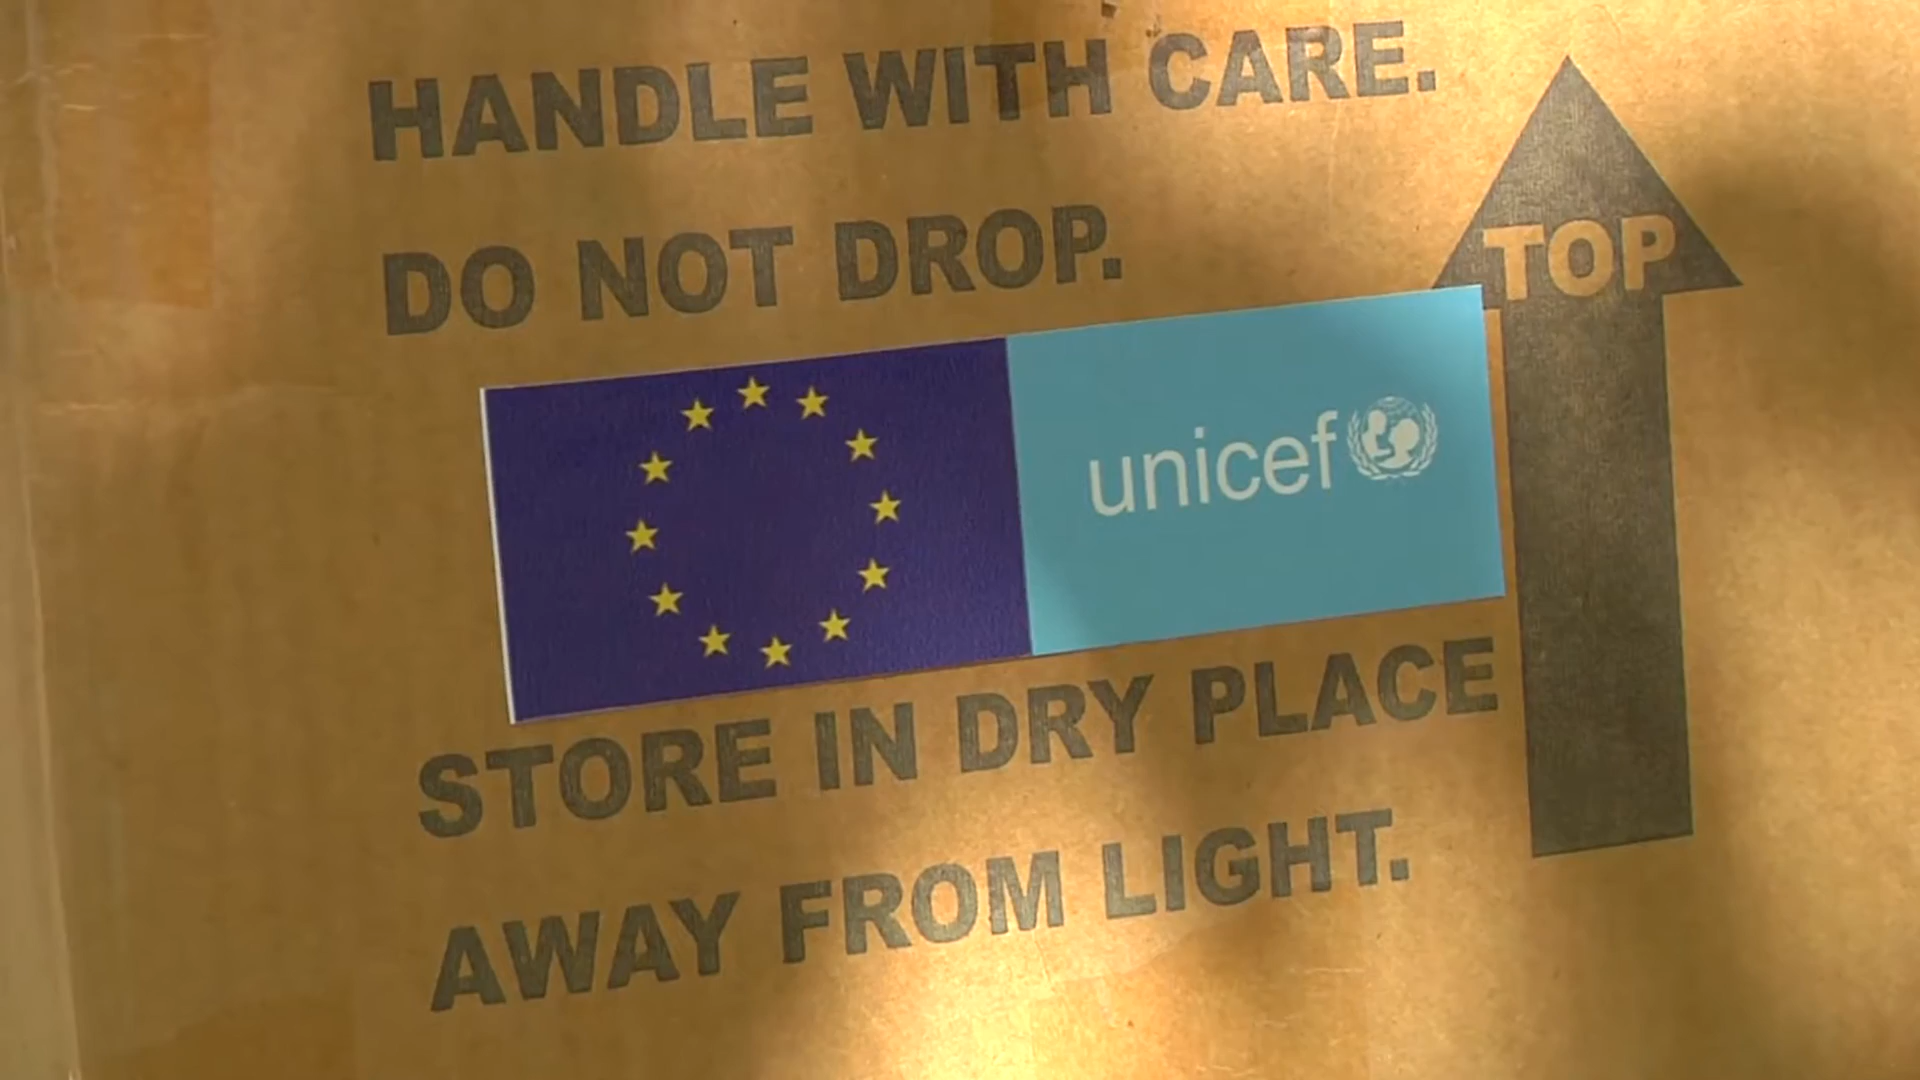 HANDLE WITH CARE.
DO NOT DROP.
TOP
unicef
STORE IN DRY PLACE
AWAY FROM LIGHT.